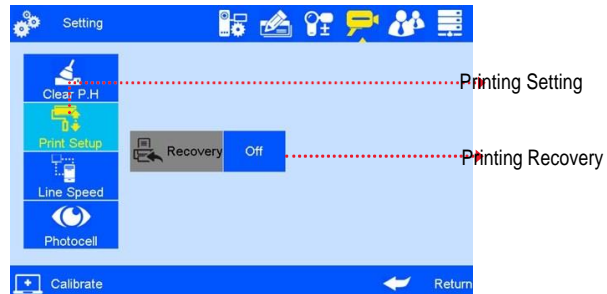 Setting
Clear P.H
Printing Setting
Print Setup
Recovery Off
Printing Recovery
Line Speed
Photocell
Calibrate Return